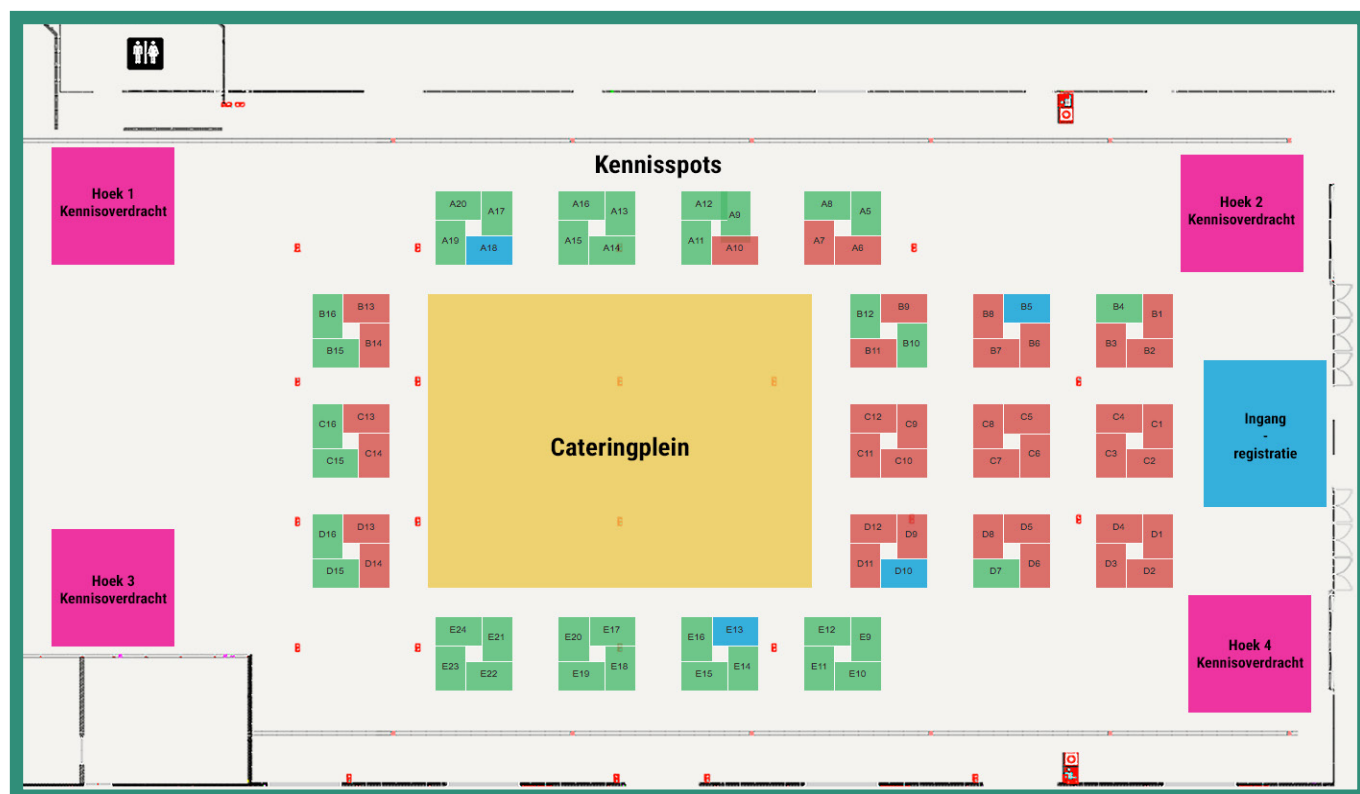 Kennisspots
Hoek 1
Kennisoverdracht
Hoek 2
Kennisoverdracht
A20
A17
A19
A18
A16
A13
A15
A14
A12
A9
A11
A10
A8
A5
A7
A6
B16
B13
B15
B14
B12
B9
B11
B10
B8
B5
B7
B6
B4
B1
B3
B2
Cateringplein
Ingang
-
registratie
C16
C13
C15
C14
C12
C9
C11
C10
C8
C5
C7
C6
C4
C1
C3
C2
D16
D13
D15
D14
D12
D9
D11
D10
D8
D5
D7
D6
D4
D1
D3
D2
Hoek 3
Kennisoverdracht
Hoek 4
Kennisoverdracht
E24
E21
E23
E22
E20
E17
E19
E18
E16
E13
E15
E14
E12
E9
E11
E10